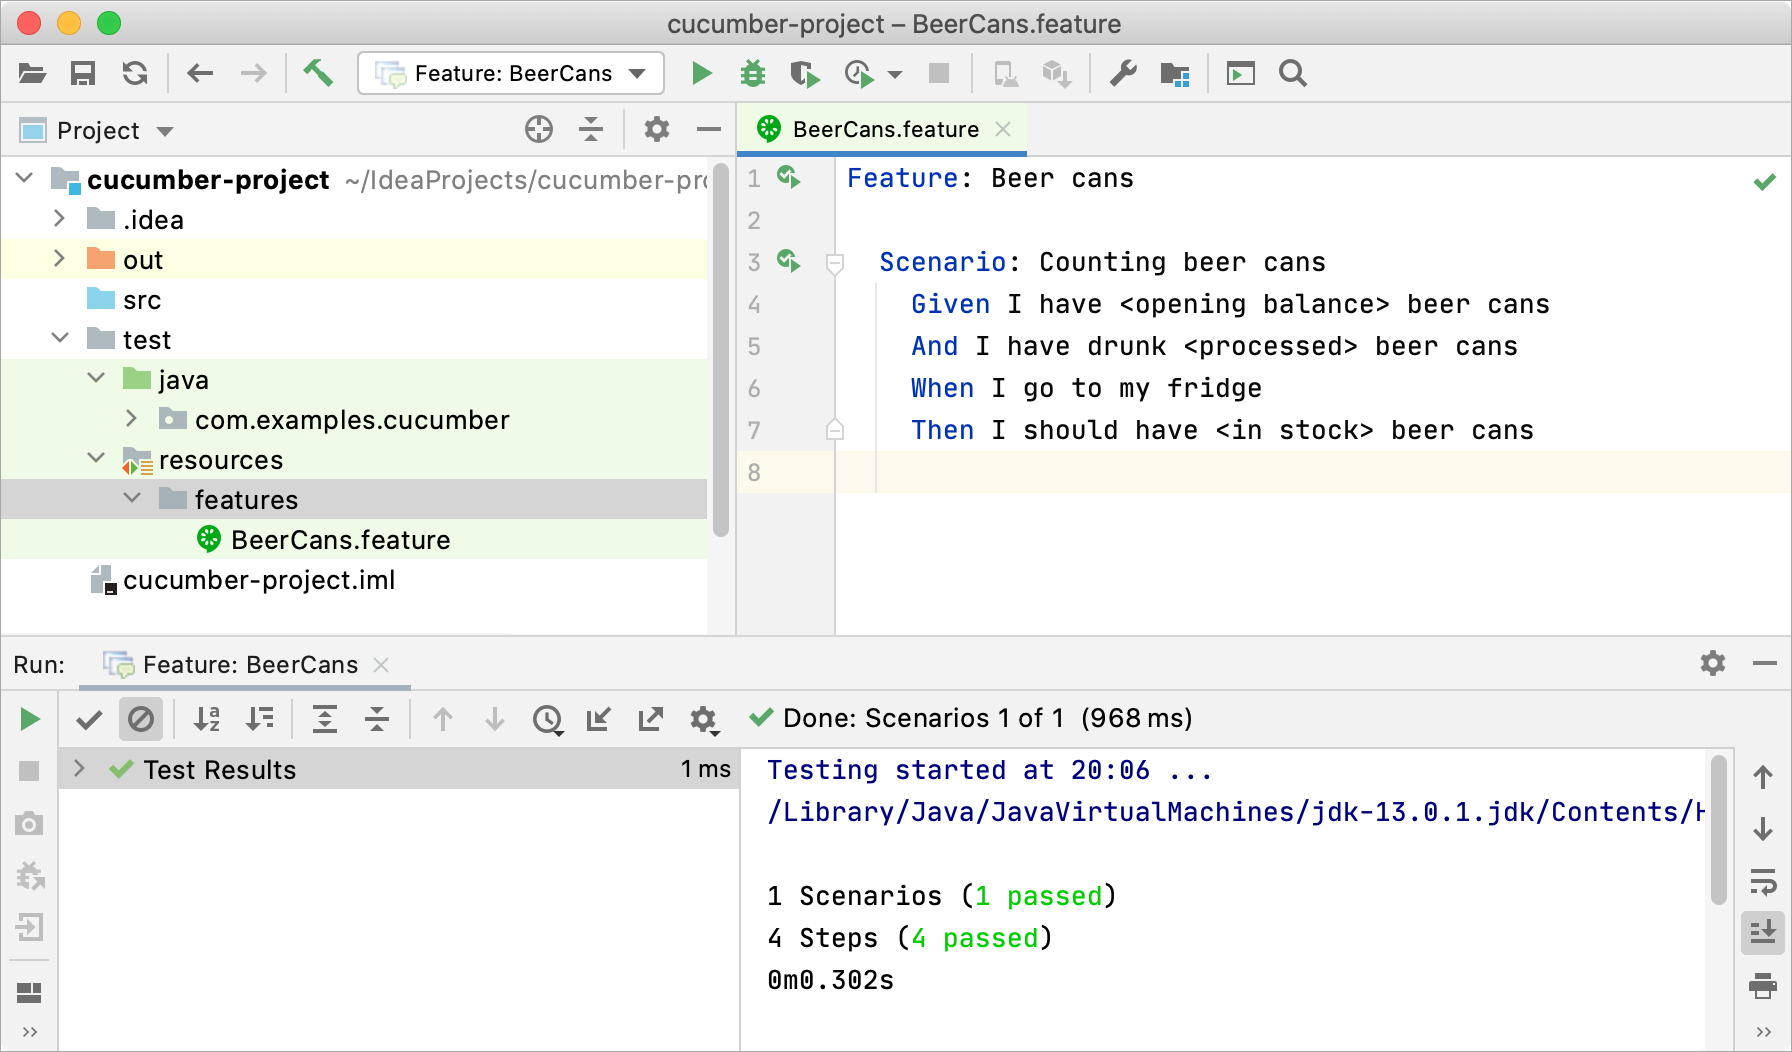 cucumber-project – BeerCans.feature
Feature: BeerCans
Project
BeerCans.feature
cucumber-project ~/IdeaProjects/cucumber-pro
.idea
out
src
test
java
com.examples.cucumber
resources
features
BeerCans.feature
cucumber-project.iml
1 Feature: Beer cans
2
3 Scenario: Counting beer cans
4 Given I have <opening balance> beer cans
5 And I have drunk <processed> beer cans
6 When I go to my fridge
7 Then I should have <in stock> beer cans
8
Run: Feature: BeerCans
Done: Scenarios 1 of 1 (968 ms)
Test Results 1 ms
Testing started at 20:06 ...
/Library/Java/JavaVirtualMachines/jdk-13.0.1.jdk/Contents/H
1 Scenarios (1 passed)
4 Steps (4 passed)
0m0.302s